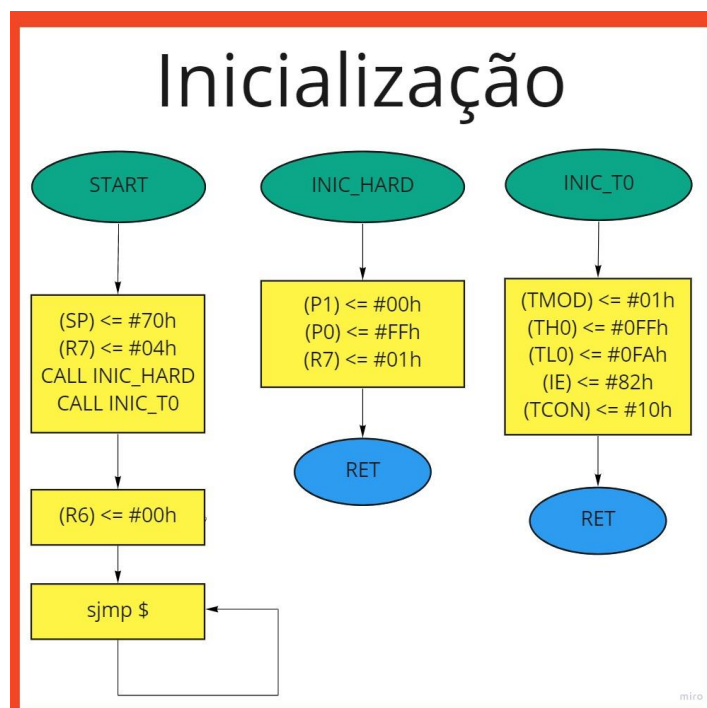 Inicialização
START
(SP) <= #70h
(R7) <= #04h
CALL INIC_HARD
CALL INIC_T0
(R6) <= #00h
sjmp $
INIC_HARD
(P1) <= #00h
(P0) <= #FFh
(R7) <= #01h
RET
INIC_T0
(TMOD) <= #01h
(TH0) <= #0FFh
(TL0) <= #0FAh
(IE) <= #82h
(TCON) <= #10h
RET
miro